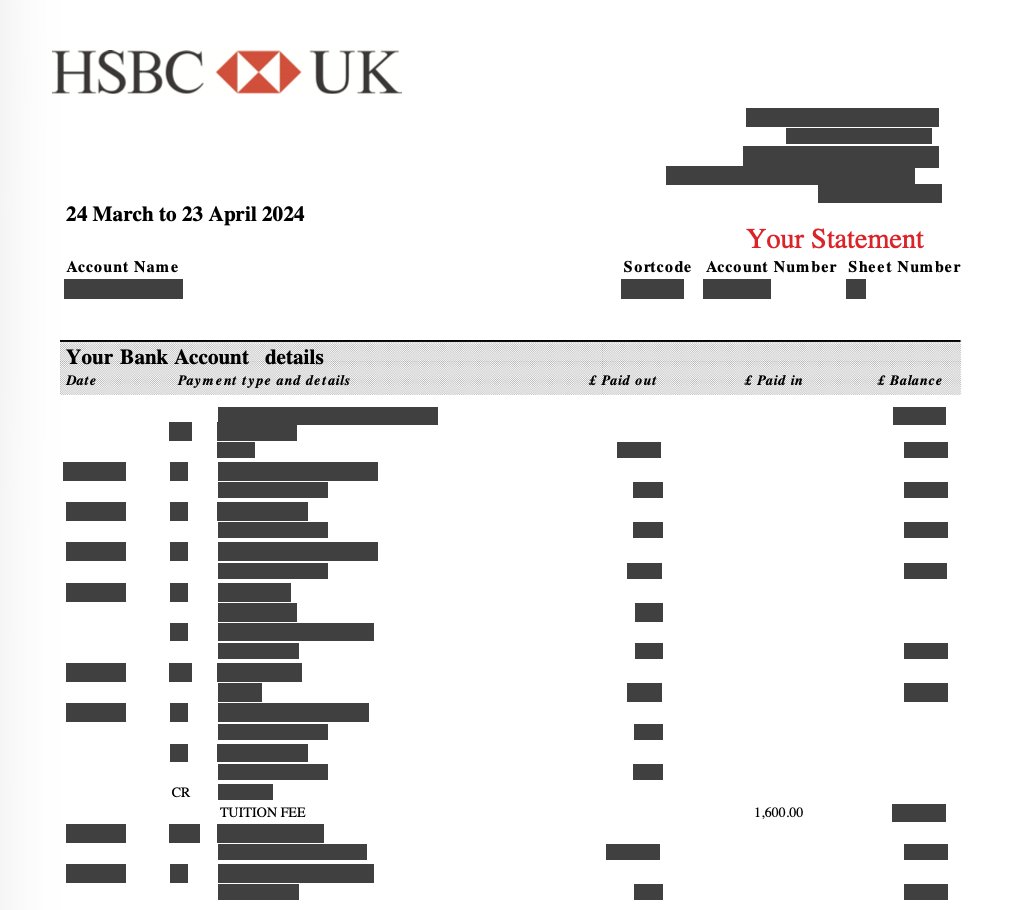 HSBC UK
24 March to 23 April 2024
Your Statement
Account Name Sortcode Account Number Sheet Number
Your Bank Account details
Date Payment type and details £ Paid out £ Paid in £ Balance
CR
TUITION FEE 1,600.00